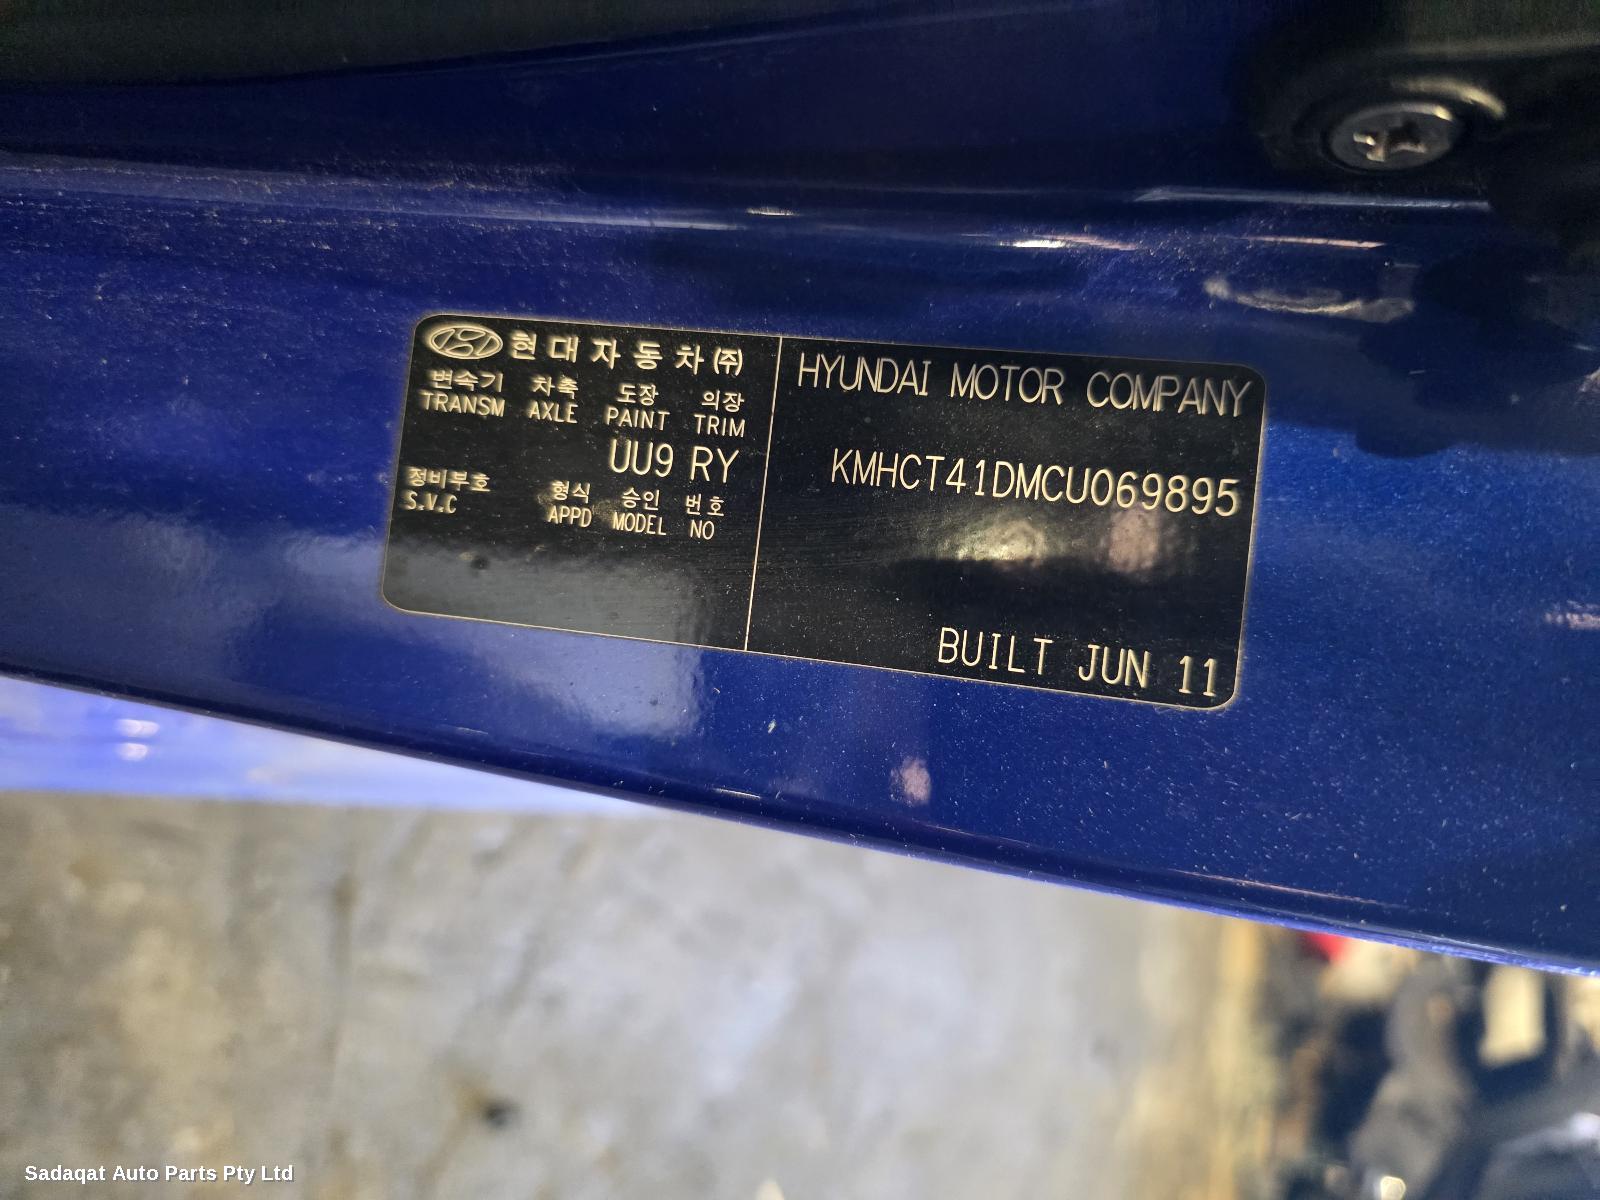 현대자동차㈜
변속기 차축 도장 의장
TRANSM AXLE PAINT TRIM
UU9 RY
정비부호 형식 승인 번호
S.V.C APPD MODEL NO
HYUNDAI MOTOR COMPANY
KMHCT41DMCU069895
BUILT JUN 11
Sadaqat Auto Parts Pty Ltd